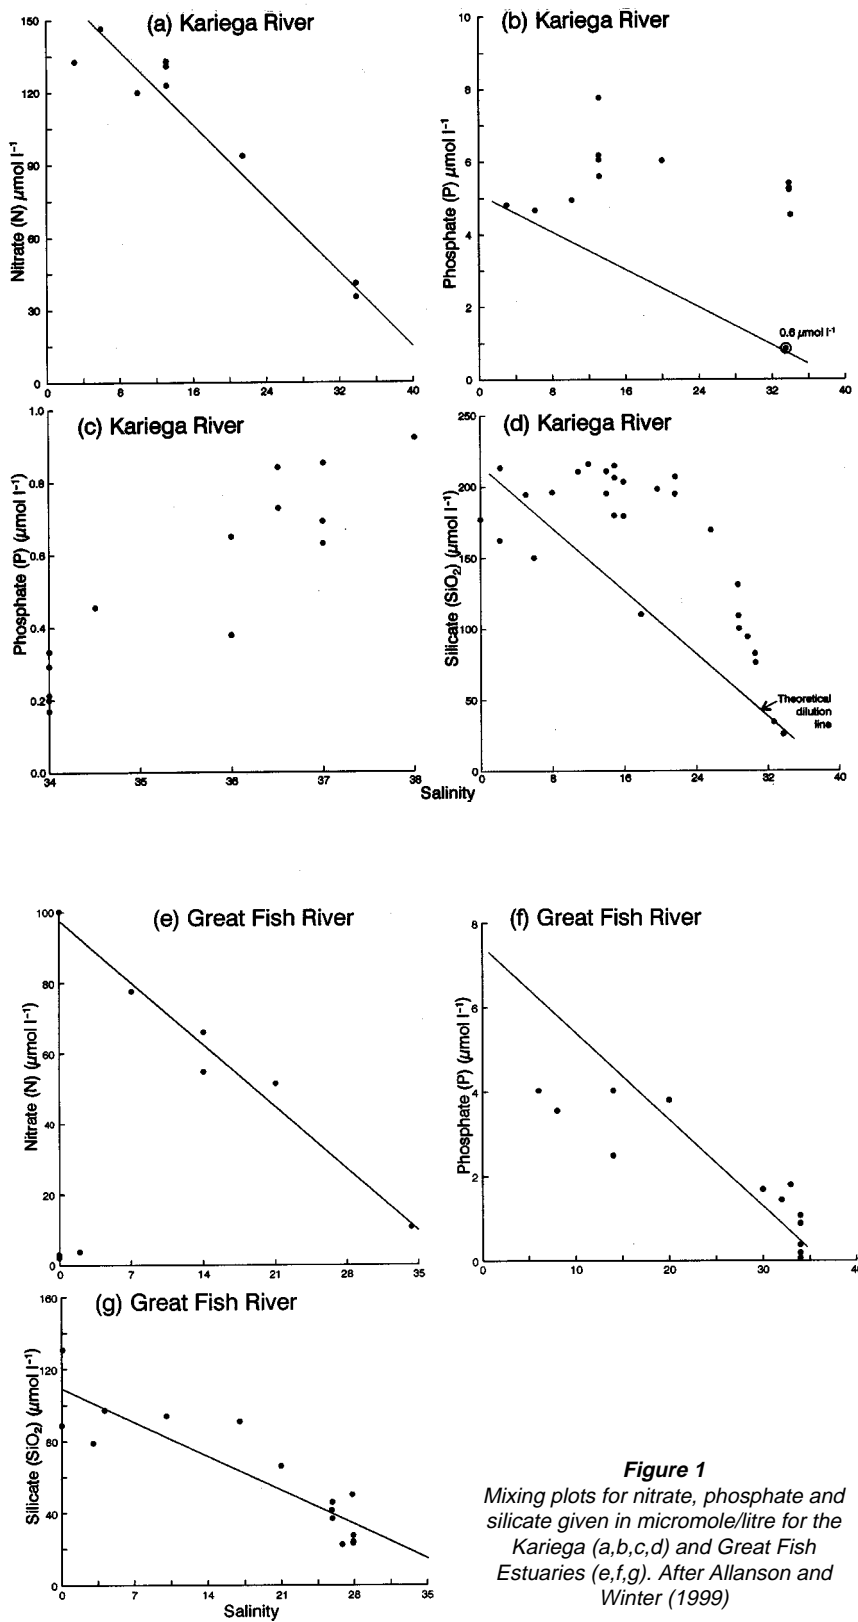 (a) Kariega River
Nitrate (N) µmol l⁻¹
150
120
90
60
30
0
0 8 16 24 32 40
(b) Kariega River
Phosphate (P) µmol l⁻¹
10
8
6
4
2
0
0.6 µmol l⁻¹
0 8 16 24 32 40
(c) Kariega River
Phosphate (P) (µmol l⁻¹)
1.0
0.8
0.6
0.4
0.2
0.0
34 35 36 37 38
(d) Kariega River
Silicate (SiO₂) (µmol l⁻¹)
250
200
150
100
50
0
Theoretical
dilution
line
0 8 16 24 32 40
Salinity
(e) Great Fish River
Nitrate (N) (µmol l⁻¹)
100
80
60
40
20
0
0 7 14 21 28 35
(f) Great Fish River
Phosphate (P) (µmol l⁻¹)
8
6
4
2
0
0 10 20 30 40
(g) Great Fish River
Silicate (SiO₂) (µmol l⁻¹)
160
120
80
40
0
0 7 14 21 28 35
Salinity
Figure 1
Mixing plots for nitrate, phosphate and
silicate given in micromole/litre for the
Kariega (a,b,c,d) and Great Fish
Estuaries (e,f,g). After Allanson and
Winter (1999)